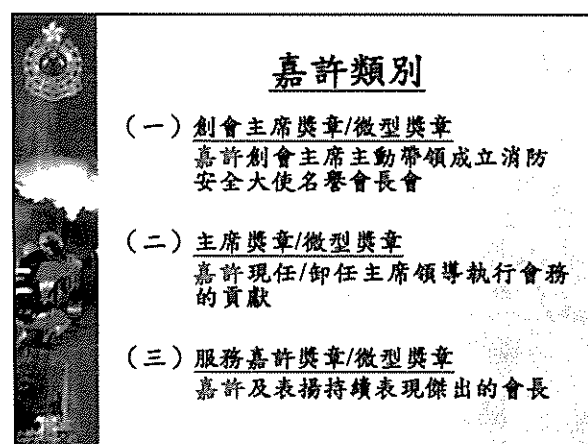 嘉許類別
(一) 創會主席獎章/微型獎章
嘉許創會主席主動帶領成立消防
安全大使名譽會長會
(二) 主席獎章/微型獎章
嘉許現任/卸任主席領導執行會務
的貢獻
(三) 服務嘉許獎章/微型獎章
嘉許及表揚持續表現傑出的會長